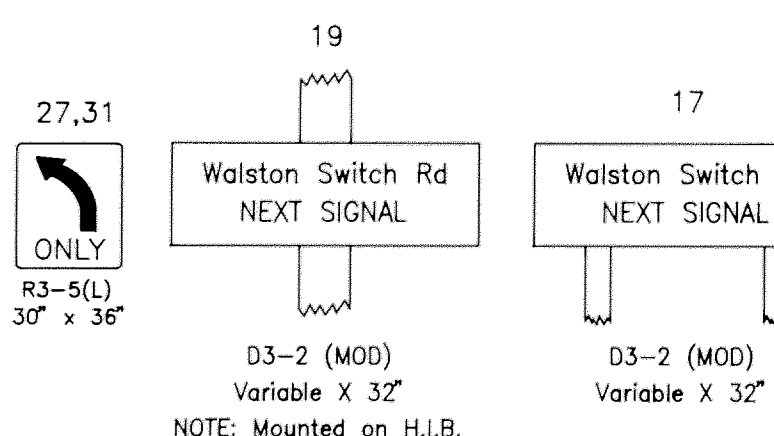 27,31
ONLY
R3-5(L)
30" x 36"
19
Walston Switch Rd
NEXT SIGNAL
D3-2 (MOD)
Variable X 32"
NOTE: Mounted on H.I.B.
17
Walston Switch
NEXT SIGNAL
D3-2 (MOD)
Variable X 32"